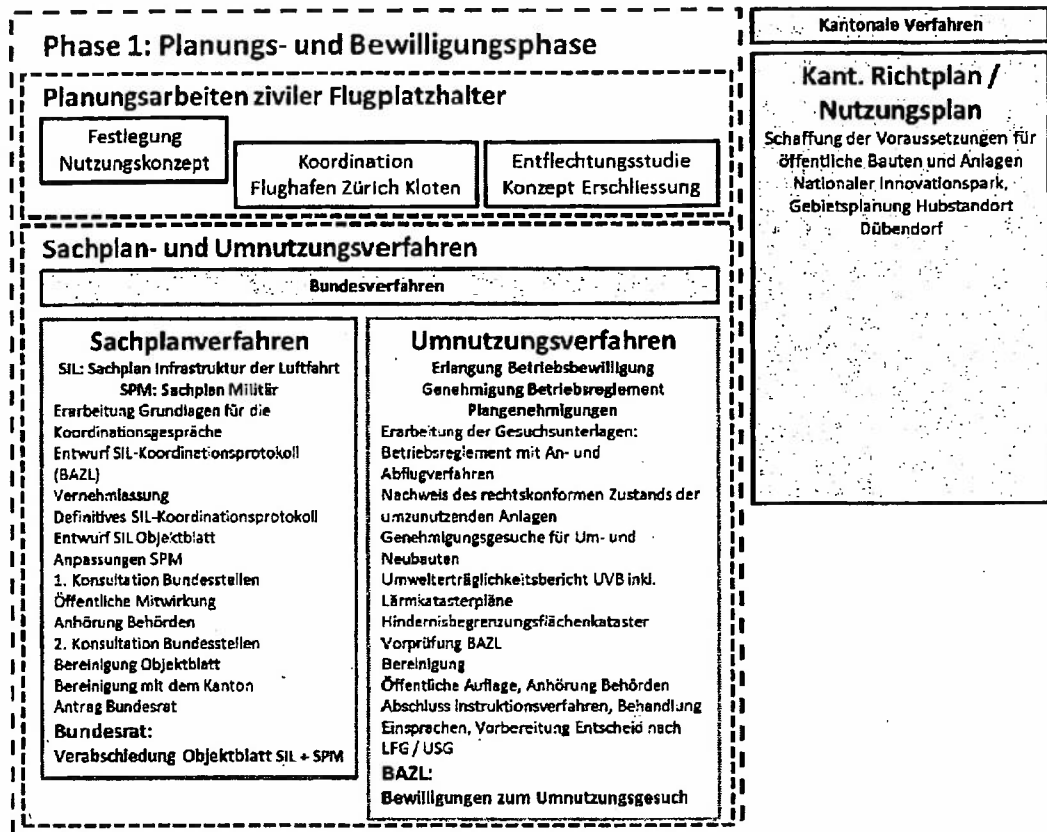 Phase 1: Planungs- und Bewilligungsphase
Planungsarbeiten ziviler Flugplatzhalter
Festlegung
Nutzungskonzept
Koordination
Flughafen Zürich Kloten
Entflechtungsstudie
Konzept Erschliessung
Sachplan- und Umnutzungsverfahren
Bundesverfahren
Sachplanverfahren
SIL: Sachplan Infrastruktur der Luftfahrt
SPM: Sachplan Militär
Erarbeitung Grundlagen für die
Koordinationsgespräche
Entwurf SIL-Koordinationsprotokoll
(BAZL)
Vernehmlassung
Definitives SIL-Koordinationsprotokoll
Entwurf SIL Objektblatt
Anpassungen SPM
1. Konsultation Bundesstellen
Öffentliche Mitwirkung
Anhörung Behörden
2. Konsultation Bundesstellen
Bereinigung Objektblatt
Bereinigung mit dem Kanton
Antrag Bundesrat
Bundesrat:
Verabschiedung Objektblatt SIL + SPM
Umnutzungsverfahren
Erlangung Betriebsbewilligung
Genehmigung Betriebsreglement
Plangenehmigungen
Erarbeitung der Gesuchsunterlagen:
Betriebsreglement mit An- und
Abflugverfahren
Nachweis des rechtskonformen Zustands der
umzunutzenden Anlagen
Genehmigungsgesuche für Um- und
Neubauten
Umwelterträglichkeitsbericht UVB inkl.
Lärmkatasterpläne
Hindernisbegrenzungsflächenkataster
Vorprüfung BAZL
Bereinigung
Öffentliche Auflage, Anhörung Behörden
Abschluss Instruktionsverfahren, Behandlung
Einsprachen, Vorbereitung Entscheid nach
LFG / USG
BAZL:
Bewilligungen zum Umnutzungsgesuch
Kantonale Verfahren
Kant. Richtplan /
Nutzungsplan
Schaffung der Voraussetzungen für
öffentliche Bauten und Anlagen
Nationaler Innovationspark,
Gebietsplanung Hubstandort
Dübendorf